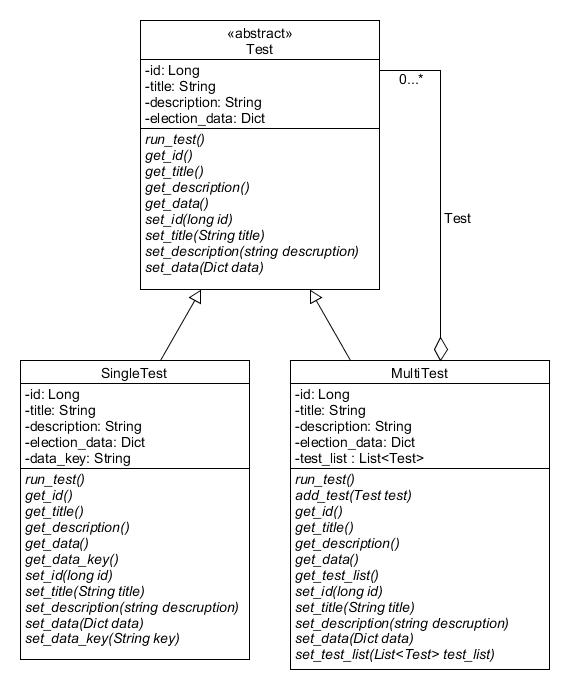 «abstract»
Test
-id: Long
-title: String
-description: String
-election_data: Dict
run_test()
get_id()
get_title()
get_description()
get_data()
set_id(long id)
set_title(String title)
set_description(string descruption)
set_data(Dict data)
0...*
Test
SingleTest
-id: Long
-title: String
-description: String
-election_data: Dict
-data_key: String
run_test()
get_id()
get_title()
get_description()
get_data()
get_data_key()
set_id(long id)
set_title(String title)
set_description(string descruption)
set_data(Dict data)
set_data_key(String key)
MultiTest
-id: Long
-title: String
-description: String
-election_data: Dict
-test_list : List<Test>
run_test()
add_test(Test test)
get_id()
get_title()
get_description()
get_data()
get_test_list()
set_id(long id)
set_title(String title)
set_description(string descruption)
set_data(Dict data)
set_test_list(List<Test> test_list)